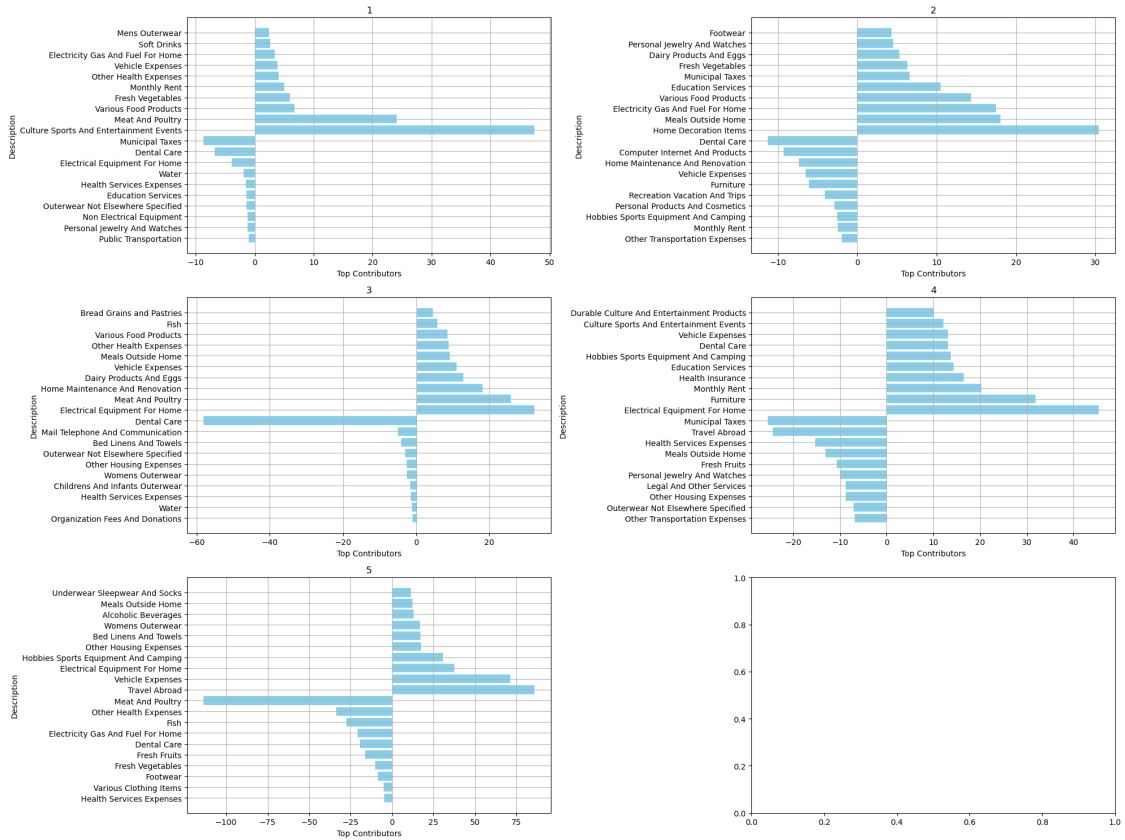 1
Mens Outerwear
Soft Drinks
Electricity Gas And Fuel For Home
Vehicle Expenses
Other Health Expenses
Monthly Rent
Fresh Vegetables
Various Food Products
Meat And Poultry
Culture Sports And Entertainment Events
Municipal Taxes
Dental Care
Electrical Equipment For Home
Water
Health Services Expenses
Education Services
Outerwear Not Elsewhere Specified
Non Electrical Equipment
Personal Jewelry And Watches
Public Transportation
Description
−10 0 10 20 30 40 50
Top Contributors
2
Footwear
Personal Jewelry And Watches
Dairy Products And Eggs
Fresh Vegetables
Municipal Taxes
Education Services
Various Food Products
Electricity Gas And Fuel For Home
Meals Outside Home
Home Decoration Items
Dental Care
Computer Internet And Products
Home Maintenance And Renovation
Vehicle Expenses
Furniture
Recreation Vacation And Trips
Personal Products And Cosmetics
Hobbies Sports Equipment And Camping
Monthly Rent
Other Transportation Expenses
Description
−10 0 10 20 30
Top Contributors
3
Bread Grains and Pastries
Fish
Various Food Products
Other Health Expenses
Meals Outside Home
Vehicle Expenses
Dairy Products And Eggs
Home Maintenance And Renovation
Meat And Poultry
Electrical Equipment For Home
Dental Care
Mail Telephone And Communication
Bed Linens And Towels
Outerwear Not Elsewhere Specified
Other Housing Expenses
Womens Outerwear
Childrens And Infants Outerwear
Health Services Expenses
Water
Organization Fees And Donations
Description
−60 −40 −20 0 20
Top Contributors
4
Durable Culture And Entertainment Products
Culture Sports And Entertainment Events
Vehicle Expenses
Dental Care
Hobbies Sports Equipment And Camping
Education Services
Health Insurance
Monthly Rent
Furniture
Electrical Equipment For Home
Municipal Taxes
Travel Abroad
Health Services Expenses
Meals Outside Home
Fresh Fruits
Personal Jewelry And Watches
Legal And Other Services
Other Housing Expenses
Outerwear Not Elsewhere Specified
Other Transportation Expenses
Description
−20 −10 0 10 20 30 40
Top Contributors
5
Underwear Sleepwear And Socks
Meals Outside Home
Alcoholic Beverages
Womens Outerwear
Bed Linens And Towels
Other Housing Expenses
Hobbies Sports Equipment And Camping
Electrical Equipment For Home
Vehicle Expenses
Travel Abroad
Meat And Poultry
Other Health Expenses
Fish
Electricity Gas And Fuel For Home
Dental Care
Fresh Fruits
Fresh Vegetables
Footwear
Various Clothing Items
Health Services Expenses
Description
−100 −75 −50 −25 0 25 50 75
Top Contributors
1.0
0.8
0.6
0.4
0.2
0.0
0.0 0.2 0.4 0.6 0.8 1.0